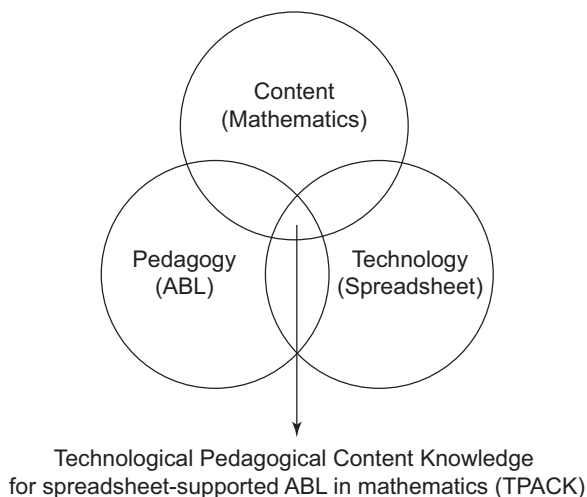 Content
(Mathematics)
Pedagogy
(ABL)
Technology
(Spreadsheet)
Technological Pedagogical Content Knowledge
for spreadsheet-supported ABL in mathematics (TPACK)